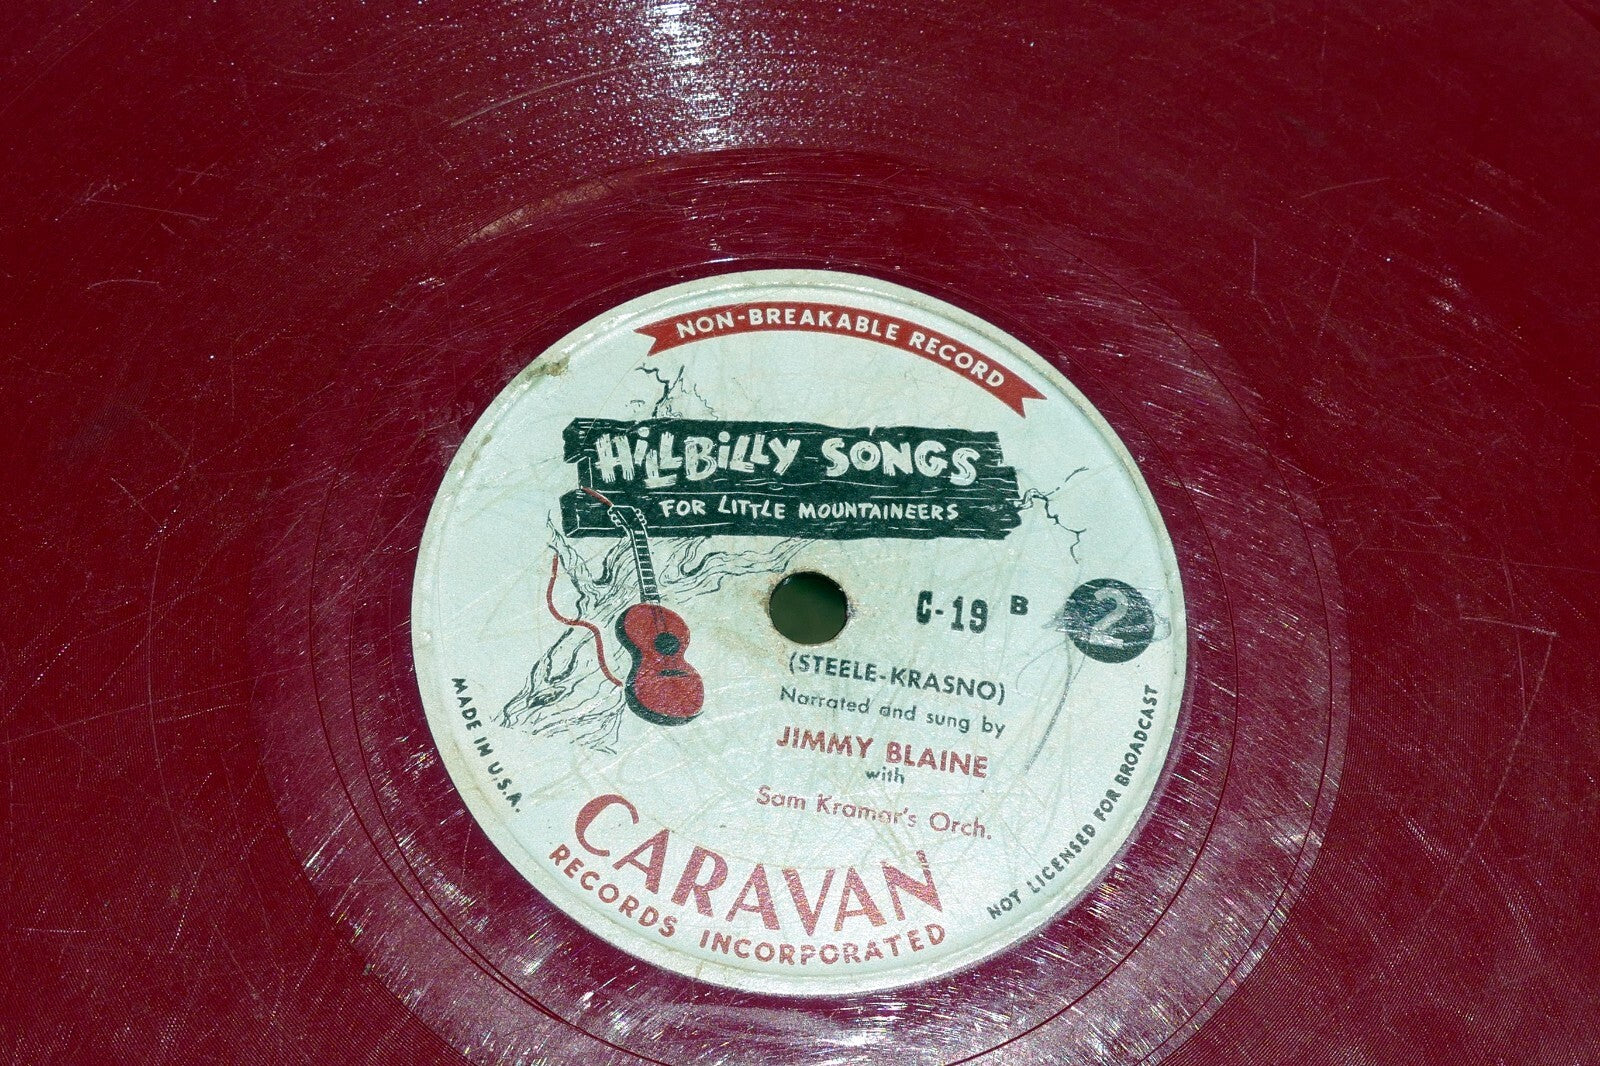 NON-BREAKABLE RECORD
HILLBILLY SONGS
FOR LITTLE MOUNTAINEERS
C-19 B
2
(STEELE-KRASNO)
Narrated and sung by
JIMMY BLAINE
with
Sam Kramar's Orch.
MADE IN U.S.A.
NOT LICENSED FOR BROADCAST
CARAVAN
RECORDS INCORPORATED